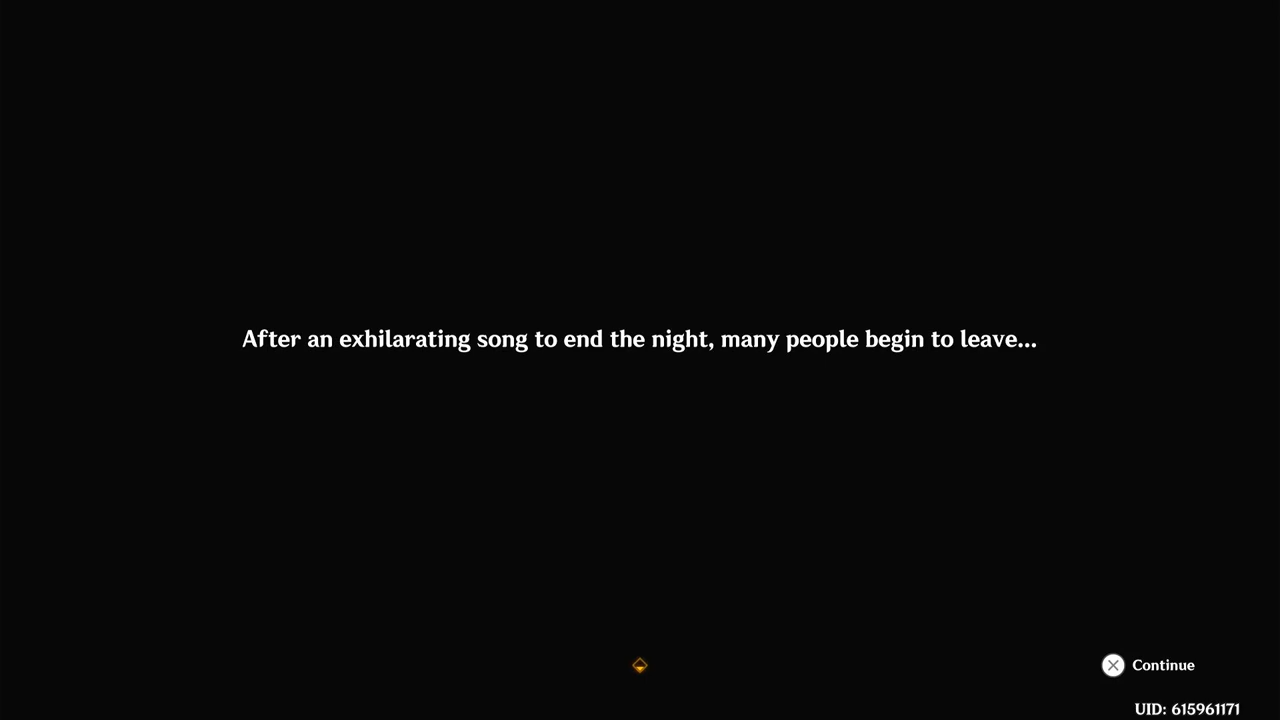 After an exhilarating song to end the night, many people begin to leave...
Continue
UID: 615961171